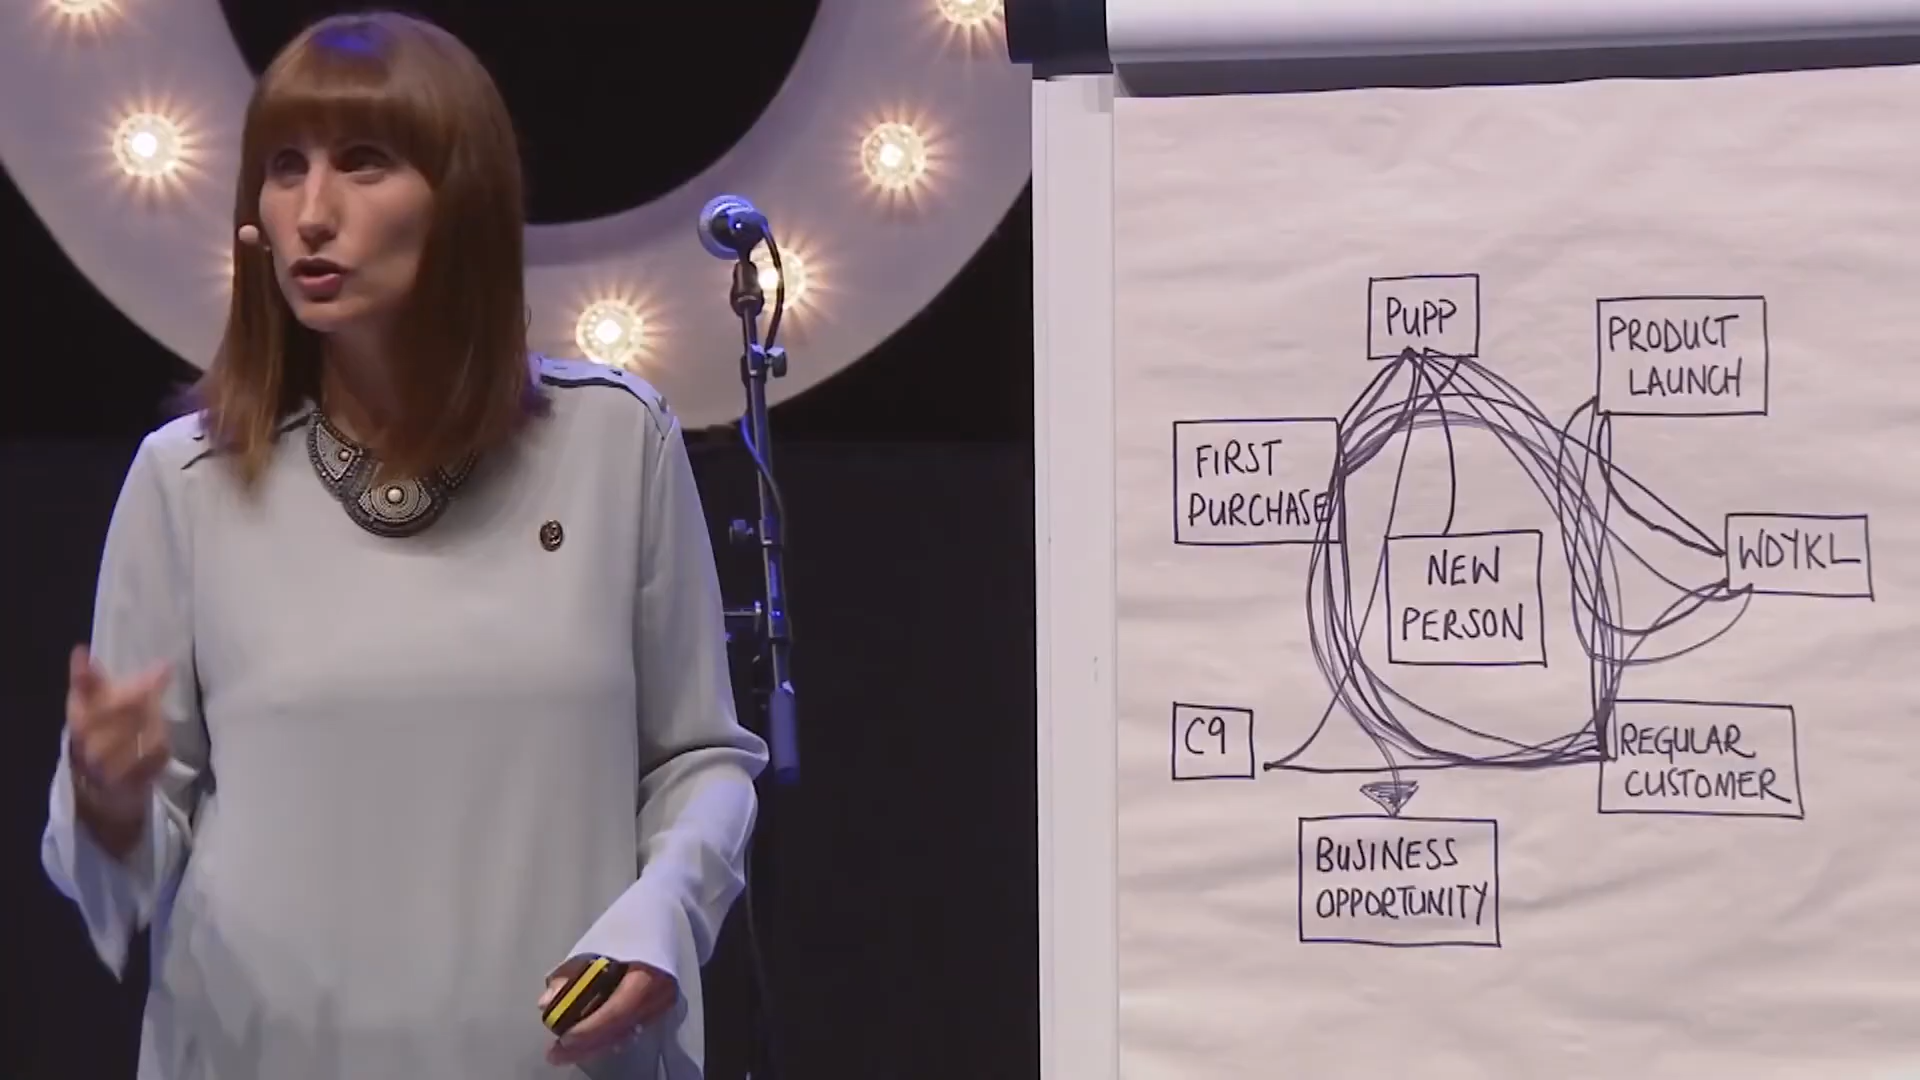 PUPP
PRODUCT
LAUNCH
FIRST
PURCHASE
WDYKL
NEW
PERSON
C9
REGULAR
CUSTOMER
BUSINESS
OPPORTUNITY